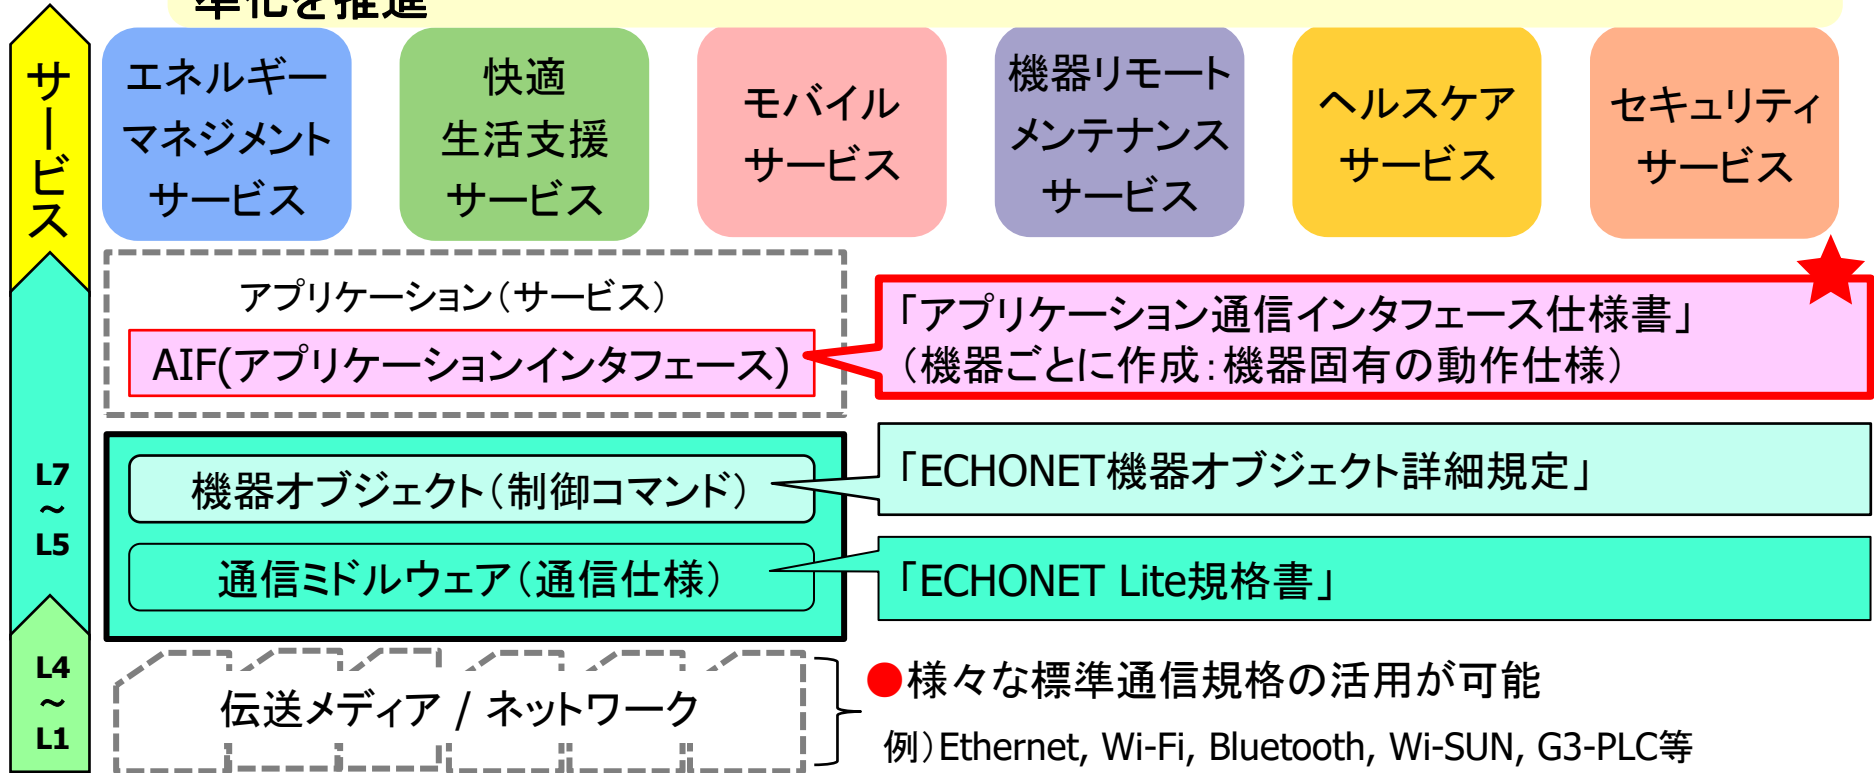 準化を推進
サービス
エネルギー
マネジメント
サービス
快適
生活支援
サービス
モバイル
サービス
機器リモート
メンテナンス
サービス
ヘルスケア
サービス
セキュリティ
サービス
アプリケーション（サービス）
AIF(アプリケーションインタフェース)
「アプリケーション通信インタフェース仕様書」
（機器ごとに作成：機器固有の動作仕様）
L7
～
L5
機器オブジェクト（制御コマンド）
「ECHONET機器オブジェクト詳細規定」
通信ミドルウェア（通信仕様）
「ECHONET Lite規格書」
L4
～
L1
伝送メディア / ネットワーク
●様々な標準通信規格の活用が可能
例）Ethernet, Wi-Fi, Bluetooth, Wi-SUN, G3-PLC等